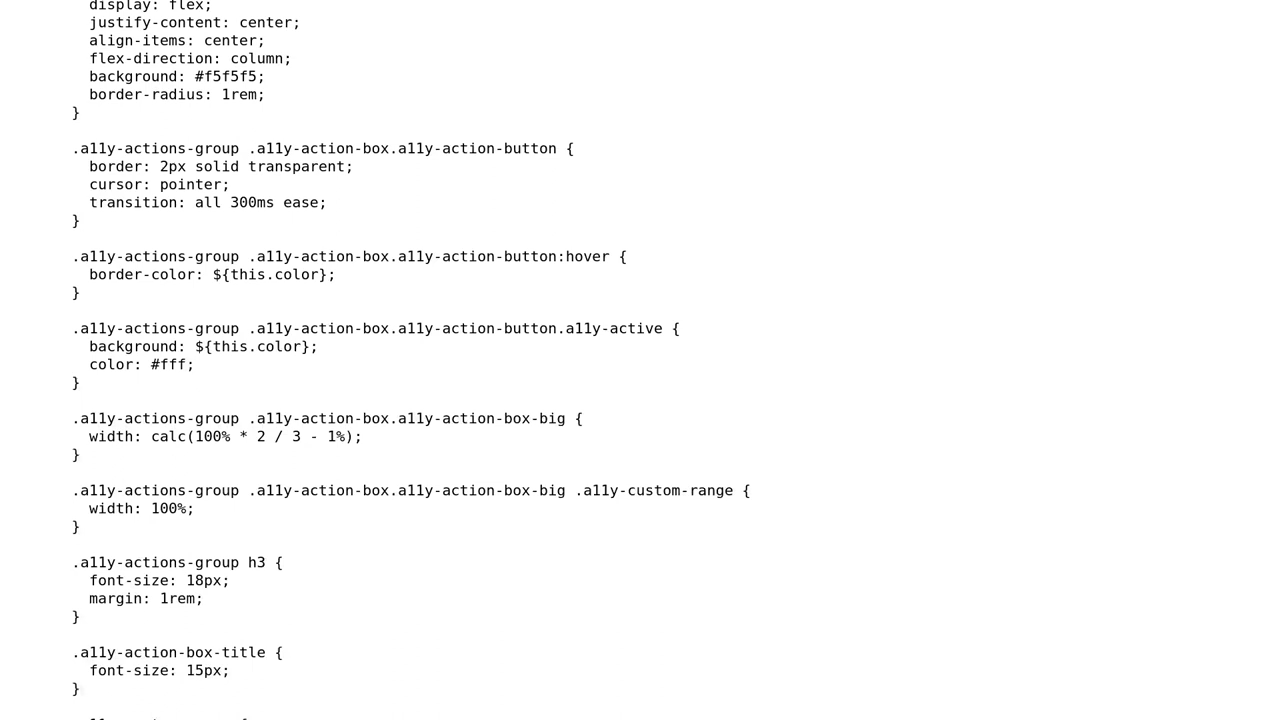 display: flex;
justify-content: center;
align-items: center;
flex-direction: column;
background: #f5f5f5;
border-radius: 1rem;
}
.a11y-actions-group .a11y-action-box.a11y-action-button {
border: 2px solid transparent;
cursor: pointer;
transition: all 300ms ease;
}
.a11y-actions-group .a11y-action-box.a11y-action-button:hover {
border-color: ${this.color};
}
.a11y-actions-group .a11y-action-box.a11y-action-button.a11y-active {
background: ${this.color};
color: #fff;
}
.a11y-actions-group .a11y-action-box.a11y-action-box-big {
width: calc(100% * 2 / 3 - 1%);
}
.a11y-actions-group .a11y-action-box.a11y-action-box-big .a11y-custom-range {
width: 100%;
}
.a11y-actions-group h3 {
font-size: 18px;
margin: 1rem;
}
.a11y-action-box-title {
font-size: 15px;
}